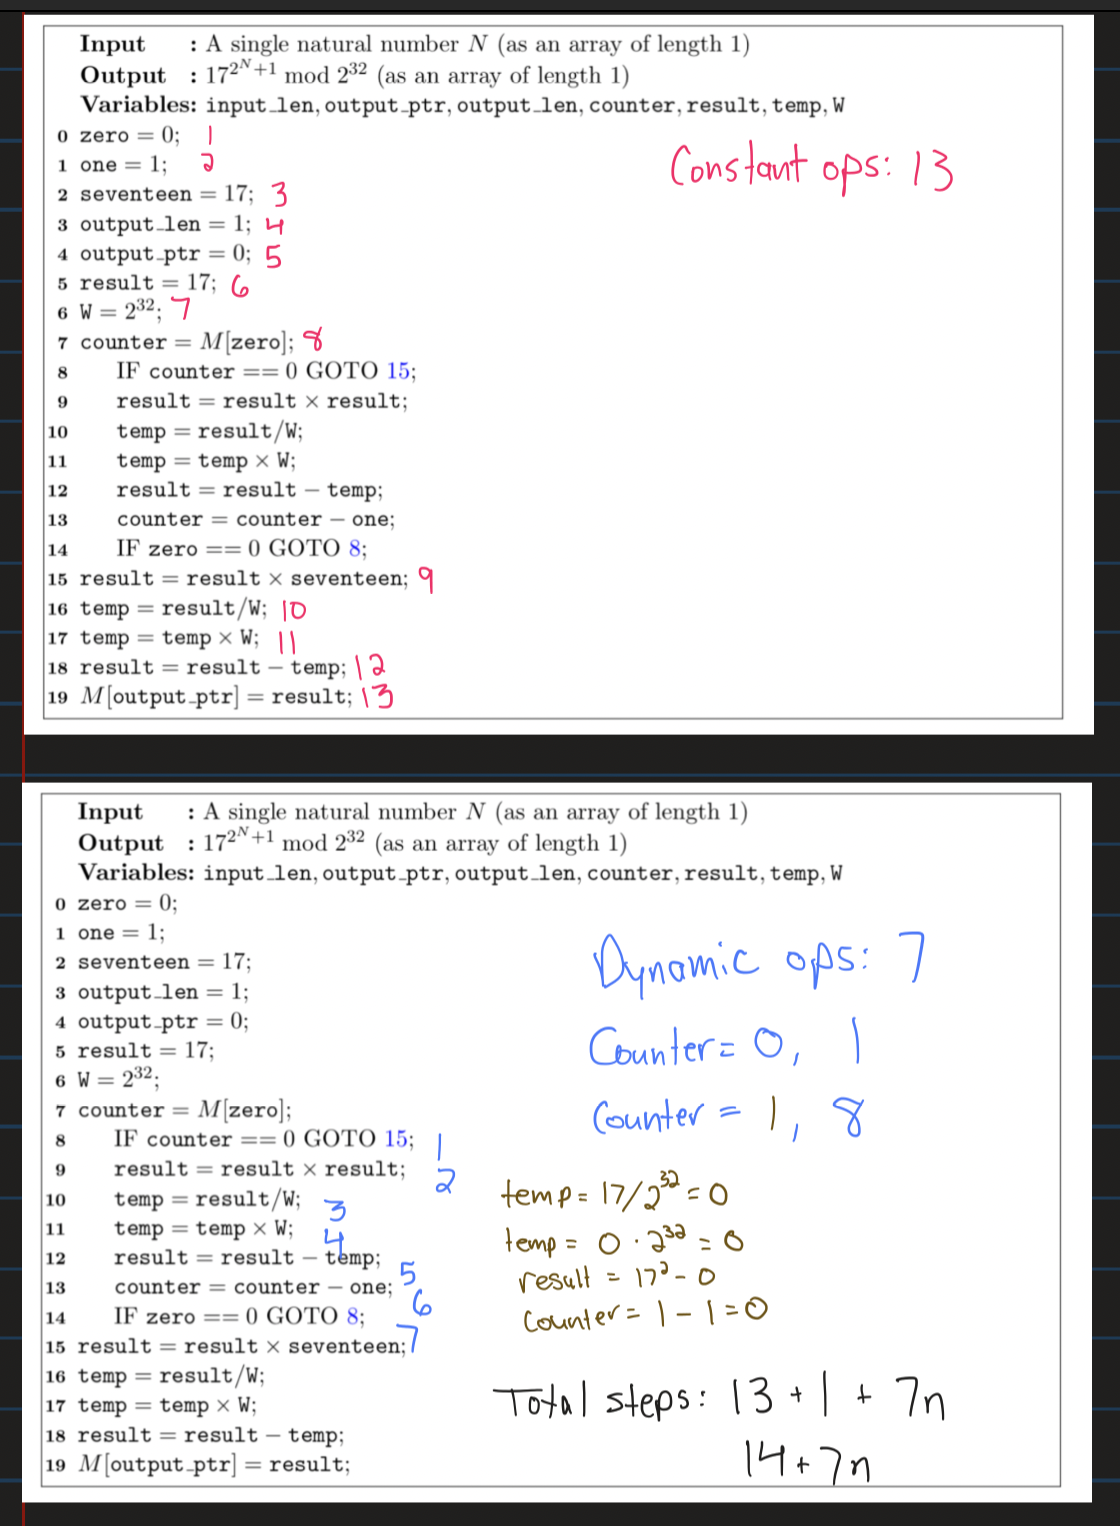 Input : A single natural number N (as an array of length 1)
Output : 17^{2^N+1} mod 2^{32} (as an array of length 1)
Variables: input_len, output_ptr, output_len, counter, result, temp, W
0 zero = 0; 1
1 one = 1; 2
Constant ops: 13
2 seventeen = 17; 3
3 output_len = 1; 4
4 output_ptr = 0; 5
5 result = 17; 6
6 W = 2^{32}; 7
7 counter = M[zero]; 8
8 IF counter == 0 GOTO 15;
9 result = result × result;
10 temp = result/W;
11 temp = temp × W;
12 result = result − temp;
13 counter = counter − one;
14 IF zero == 0 GOTO 8;
15 result = result × seventeen; 9
16 temp = result/W; 10
17 temp = temp × W; 11
18 result = result − temp; 12
19 M[output_ptr] = result; 13
Input : A single natural number N (as an array of length 1)
Output : 17^{2^N+1} mod 2^{32} (as an array of length 1)
Variables: input_len, output_ptr, output_len, counter, result, temp, W
0 zero = 0;
1 one = 1;
2 seventeen = 17;
3 output_len = 1;
4 output_ptr = 0;
5 result = 17;
6 W = 2^{32};
7 counter = M[zero];
8 IF counter == 0 GOTO 15; 1
9 result = result × result; 2
10 temp = result/W; 3
11 temp = temp × W; 4
12 result = result − temp; 5
13 counter = counter − one; 6
14 IF zero == 0 GOTO 8; 7
15 result = result × seventeen;
16 temp = result/W;
17 temp = temp × W;
18 result = result − temp;
19 M[output_ptr] = result;
Dynamic ops: 7
Counter = 0, 1
Counter = 1, 8
temp = 17/2^{32} = 0
temp = 0 · 2^{32} = 0
result = 17^2 - 0
Counter = 1 - 1 = 0
Total steps: 13 + 1 + 7n
14 + 7n